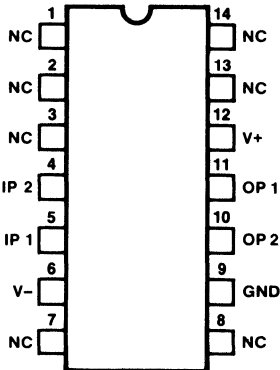 1 14
NC NC
2 13
NC NC
3 12
NC V+
4 11
IP 2 OP 1
5 10
IP 1 OP 2
6 9
V− GND
7 8
NC NC